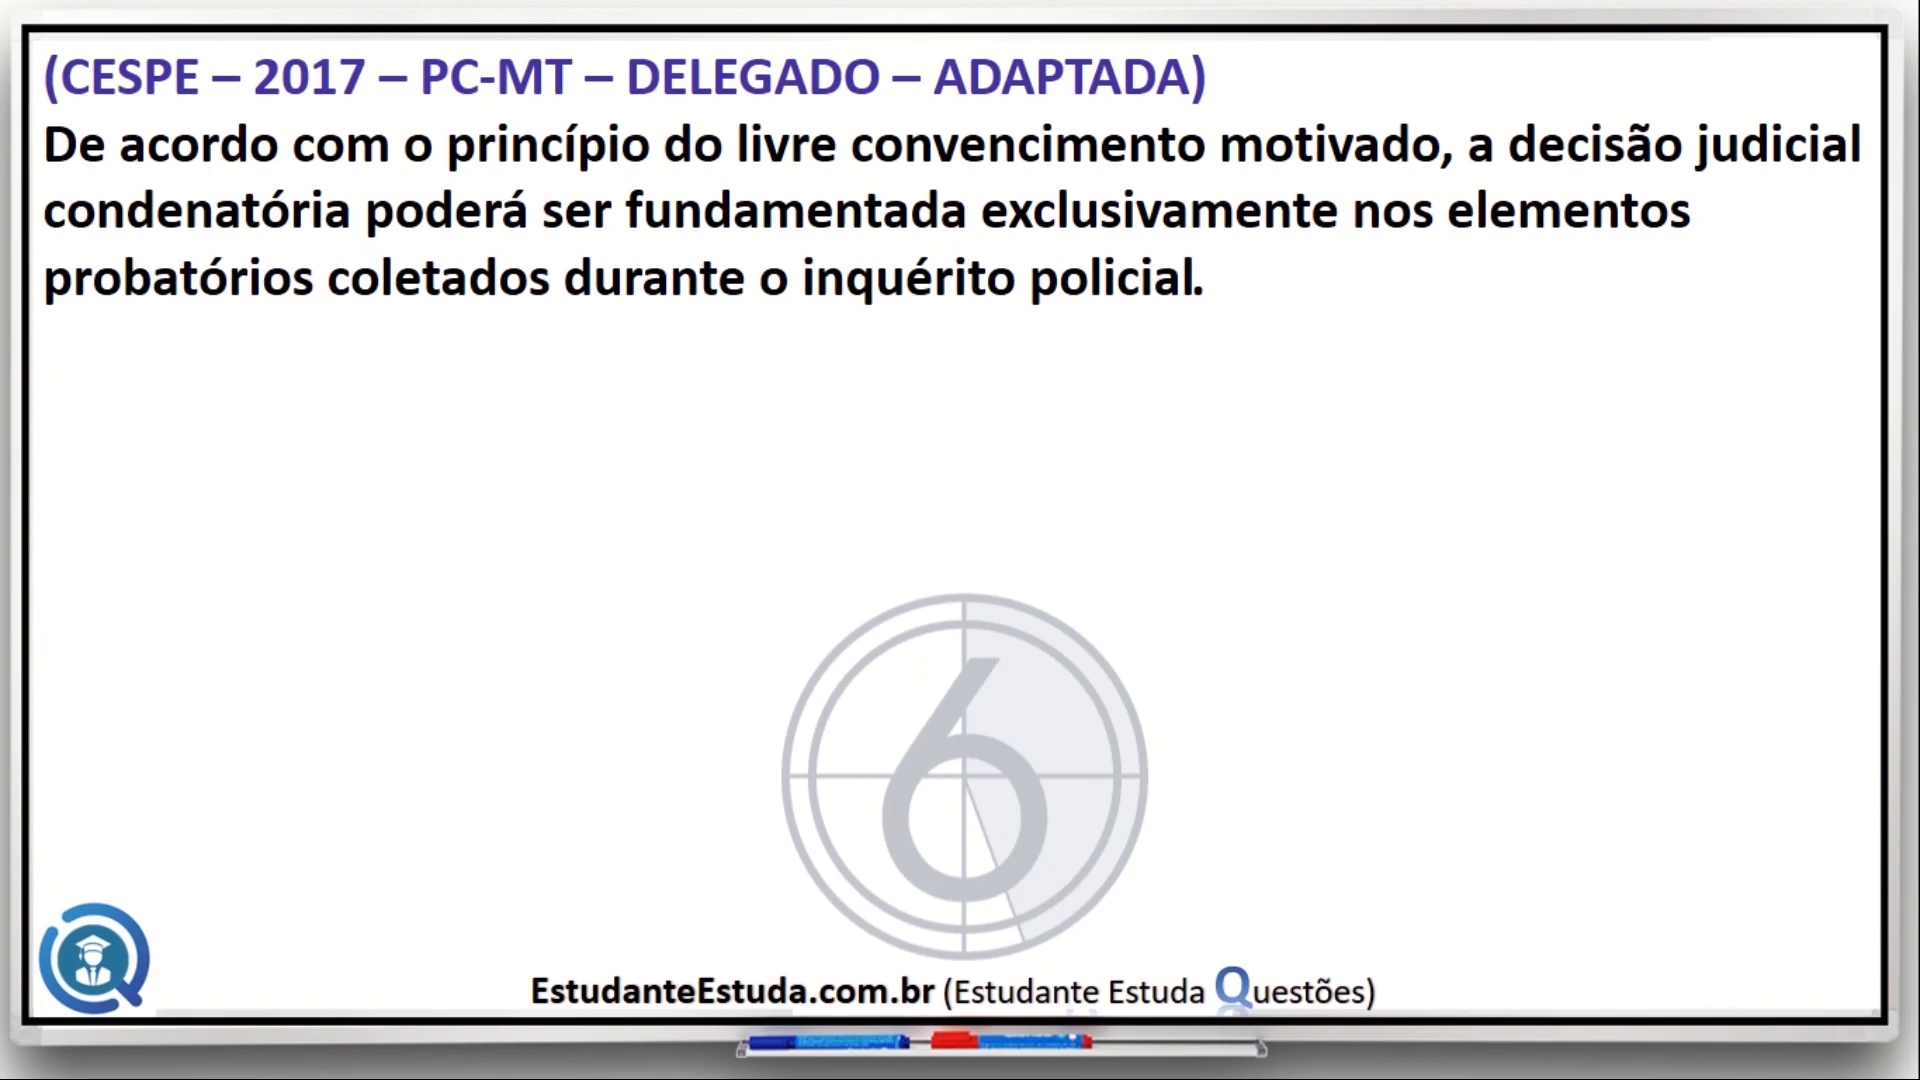 (CESPE – 2017 – PC-MT – DELEGADO – ADAPTADA)
De acordo com o princípio do livre convencimento motivado, a decisão judicial
condenatória poderá ser fundamentada exclusivamente nos elementos
probatórios coletados durante o inquérito policial.
6
EstudanteEstuda.com.br (Estudante Estuda Questões)